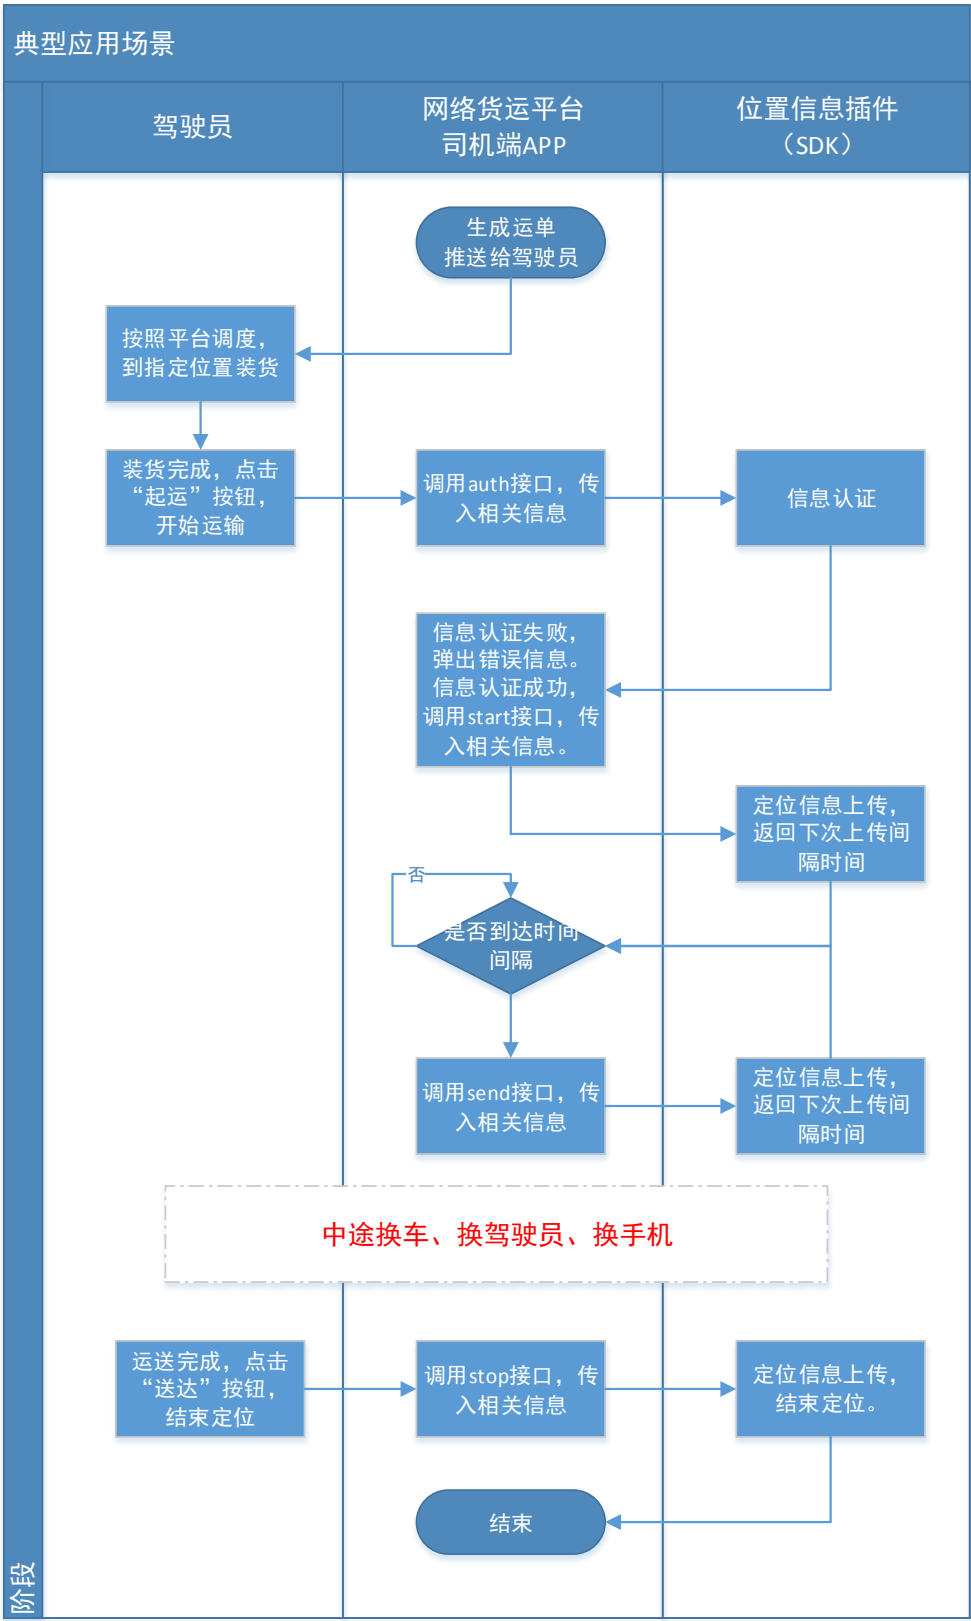 典型应用场景
驾驶员
网络货运平台
司机端APP
位置信息插件
（SDK）
生成运单
推送给驾驶员
按照平台调度，
到指定位置装货
装货完成，点击
“起运”按钮，
开始运输
调用auth接口，传
入相关信息
信息认证
信息认证失败，
弹出错误信息。
信息认证成功，
调用start接口，传
入相关信息。
定位信息上传，
返回下次上传间
隔时间
否
是否到达时间
间隔
调用send接口，传
入相关信息
定位信息上传，
返回下次上传间
隔时间
中途换车、换驾驶员、换手机
运送完成，点击
“送达”按钮，
结束定位
调用stop接口，传
入相关信息
定位信息上传，
结束定位。
结束
阶段